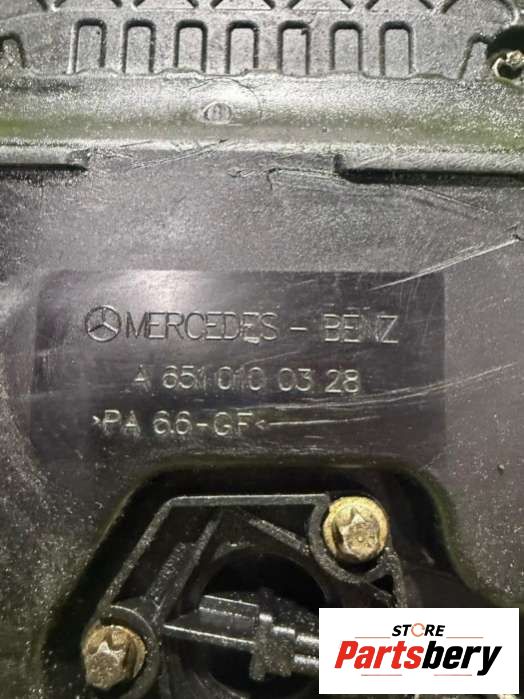 MERCEDES - BENZ
A 651 010 03 28
>PA 66-GF<
STORE
Partsbery